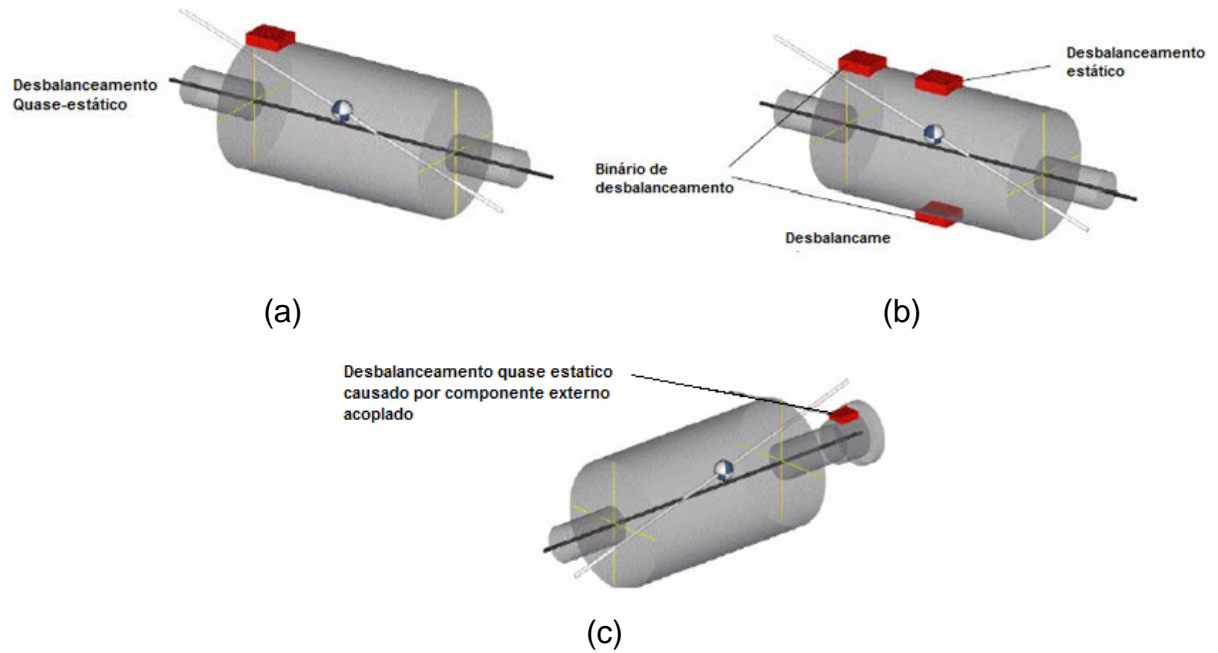 Desbalanceamento
Quase-estático
Desbalanceamento
estático
Binário de
desbalanceamento
Desbalancame
(a)
(b)
Desbalanceamento quase estatico
causado por componente externo
acoplado
(c)